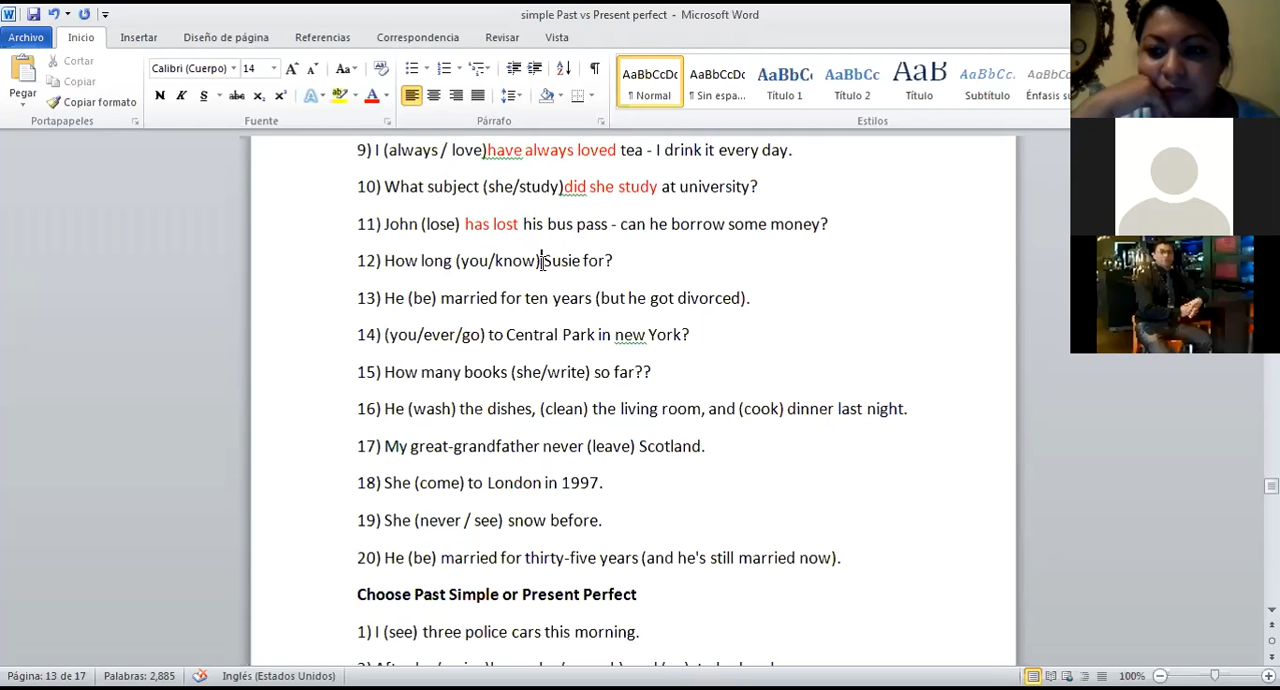 simple Past vs Present perfect - Microsoft Word
Archivo Inicio Insertar Diseño de página Referencias Correspondencia Revisar Vista
Cortar
Copiar
Copiar formato
Pegar
Calibri (Cuerpo) 14
AaBbCcDc AaBbCcDc AaBbC AaBbCc AaB AaBbCc. AaBbCc
¶ Normal ¶ Sin espa... Título 1 Título 2 Título Subtítulo Énfasis su
Portapapeles Fuente Párrafo Estilos
9) I (always / love)have always loved tea - I drink it every day.
10) What subject (she/study)did she study at university?
11) John (lose) has lost his bus pass - can he borrow some money?
12) How long (you/know) Susie for?
13) He (be) married for ten years (but he got divorced).
14) (you/ever/go) to Central Park in new York?
15) How many books (she/write) so far??
16) He (wash) the dishes, (clean) the living room, and (cook) dinner last night.
17) My great-grandfather never (leave) Scotland.
18) She (come) to London in 1997.
19) She (never / see) snow before.
20) He (be) married for thirty-five years (and he's still married now).
Choose Past Simple or Present Perfect
1) I (see) three police cars this morning.
Página: 13 de 17 Palabras: 2,885 Inglés (Estados Unidos) 100%